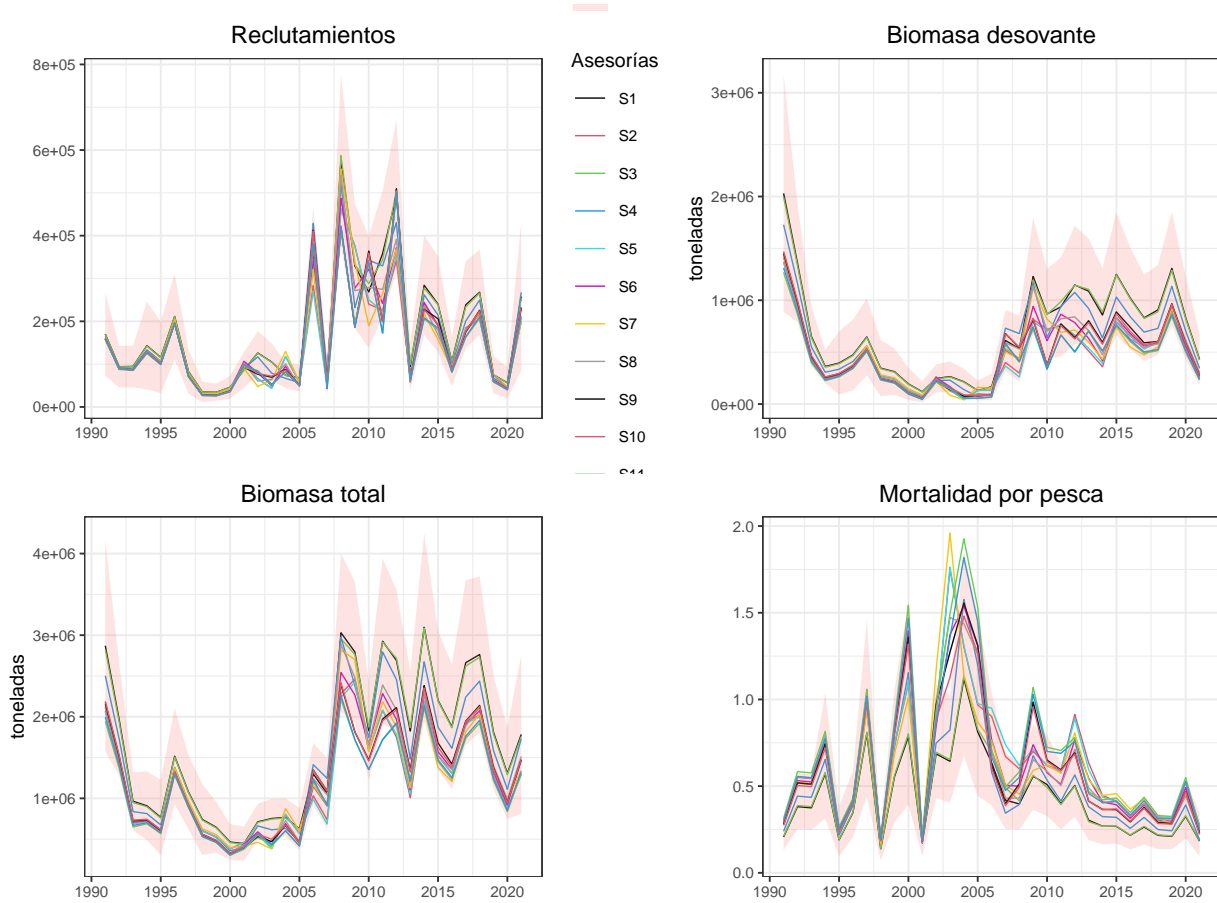 Reclutamientos
8e+05
6e+05
4e+05
2e+05
0e+00
1990 1995 2000 2005 2010 2015 2020
Asesorías
S1
S2
S3
S4
S5
S6
S7
S8
S9
S10
S11
Biomasa desovante
toneladas
3e+06
2e+06
1e+06
0e+00
1990 1995 2000 2005 2010 2015 2020
Biomasa total
toneladas
4e+06
3e+06
2e+06
1e+06
1990 1995 2000 2005 2010 2015 2020
Mortalidad por pesca
2.0
1.5
1.0
0.5
0.0
1990 1995 2000 2005 2010 2015 2020